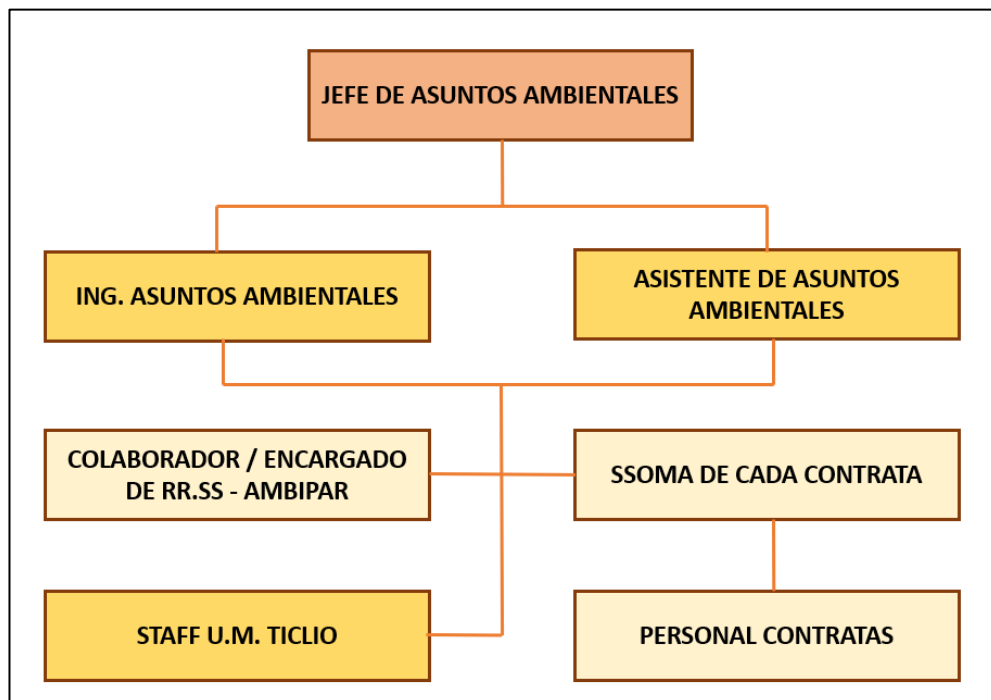 JEFE DE ASUNTOS AMBIENTALES
ING. ASUNTOS AMBIENTALES
ASISTENTE DE ASUNTOS
AMBIENTALES
COLABORADOR / ENCARGADO
DE RR.SS - AMBIPAR
SSOMA DE CADA CONTRATA
STAFF U.M. TICLIO
PERSONAL CONTRATAS